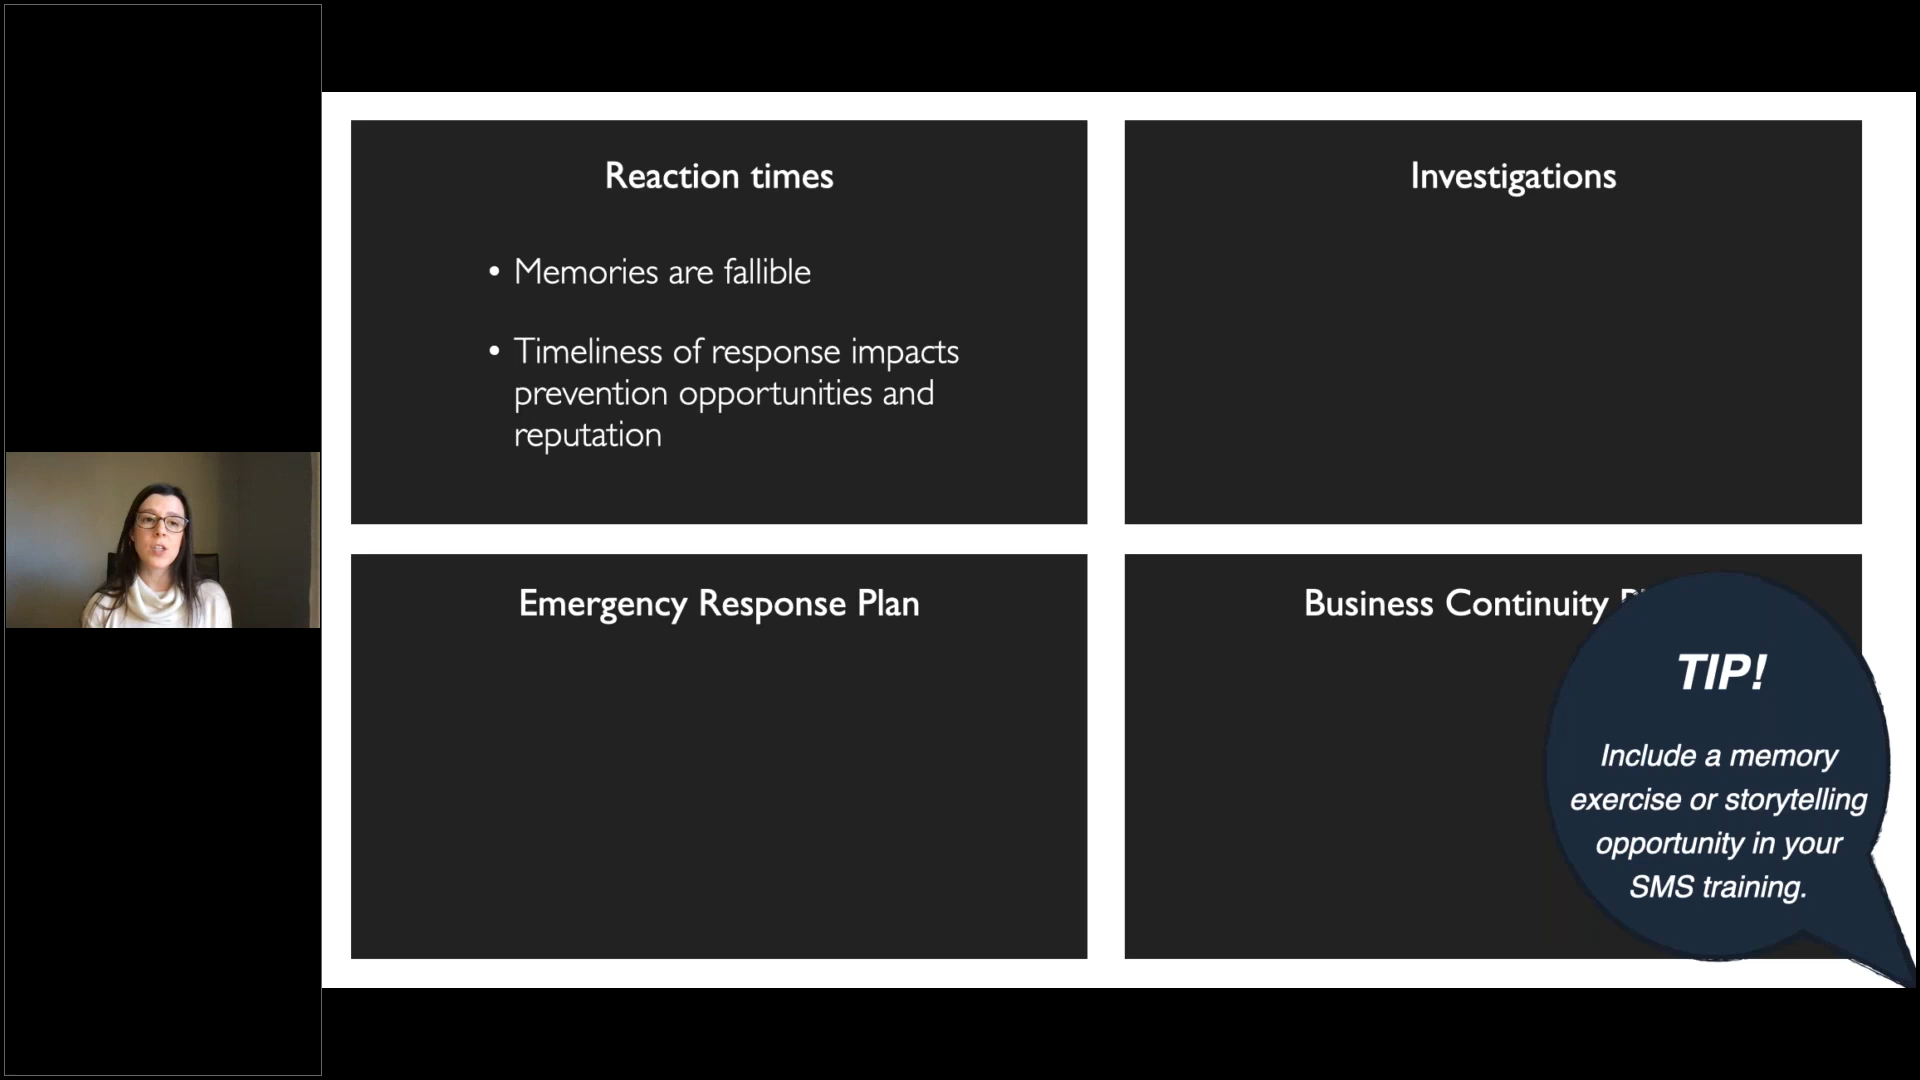 Reaction times
• Memories are fallible
• Timeliness of response impacts
prevention opportunities and
reputation
Investigations
Emergency Response Plan
Business Continuity
TIP!
Include a memory
exercise or storytelling
opportunity in your
SMS training.